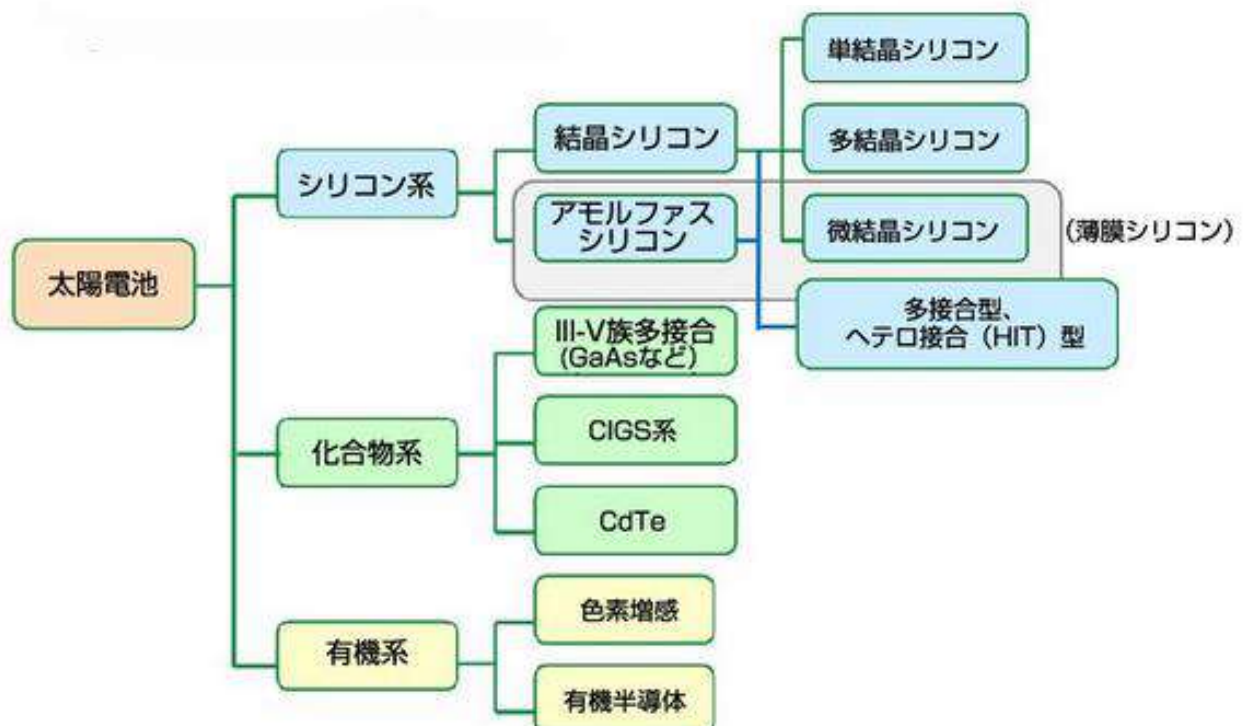 太陽電池
シリコン系
結晶シリコン
単結晶シリコン
多結晶シリコン
微結晶シリコン
アモルファス
シリコン
(薄膜シリコン)
多接合型、
ヘテロ接合（HIT）型
化合物系
III-V族多接合
(GaAsなど)
CIGS系
CdTe
有機系
色素増感
有機半導体